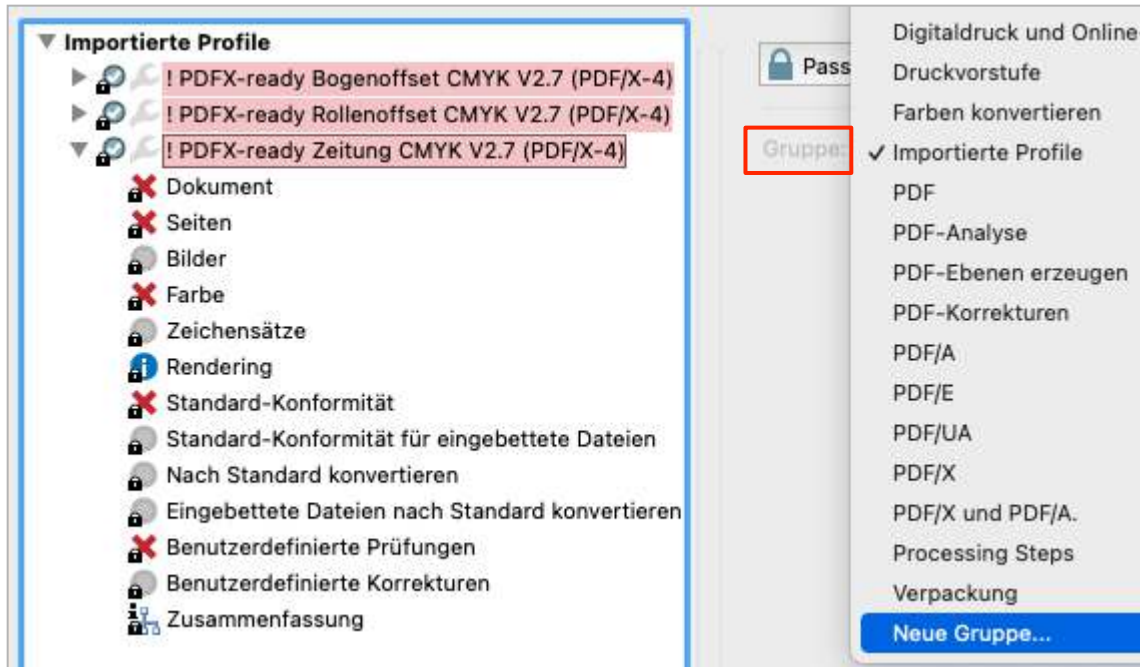 Importierte Profile
! PDFX-ready Bogenoffset CMYK V2.7 (PDF/X-4)
! PDFX-ready Rollenoffset CMYK V2.7 (PDF/X-4)
! PDFX-ready Zeitung CMYK V2.7 (PDF/X-4)
Dokument
Seiten
Bilder
Farbe
Zeichensätze
Rendering
Standard-Konformität
Standard-Konformität für eingebettete Dateien
Nach Standard konvertieren
Eingebettete Dateien nach Standard konvertieren
Benutzerdefinierte Prüfungen
Benutzerdefinierte Korrekturen
Zusammenfassung
Pass
Gruppe:
Digitaldruck und Online
Druckvorstufe
Farben konvertieren
✓ Importierte Profile
PDF
PDF-Analyse
PDF-Ebenen erzeugen
PDF-Korrekturen
PDF/A
PDF/E
PDF/UA
PDF/X
PDF/X und PDF/A.
Processing Steps
Verpackung
Neue Gruppe...